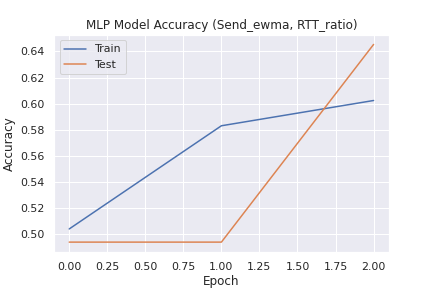 MLP Model Accuracy (Send_ewma, RTT_ratio)
Train
Test
Accuracy
0.64
0.62
0.60
0.58
0.56
0.54
0.52
0.50
0.00 0.25 0.50 0.75 1.00 1.25 1.50 1.75 2.00
Epoch